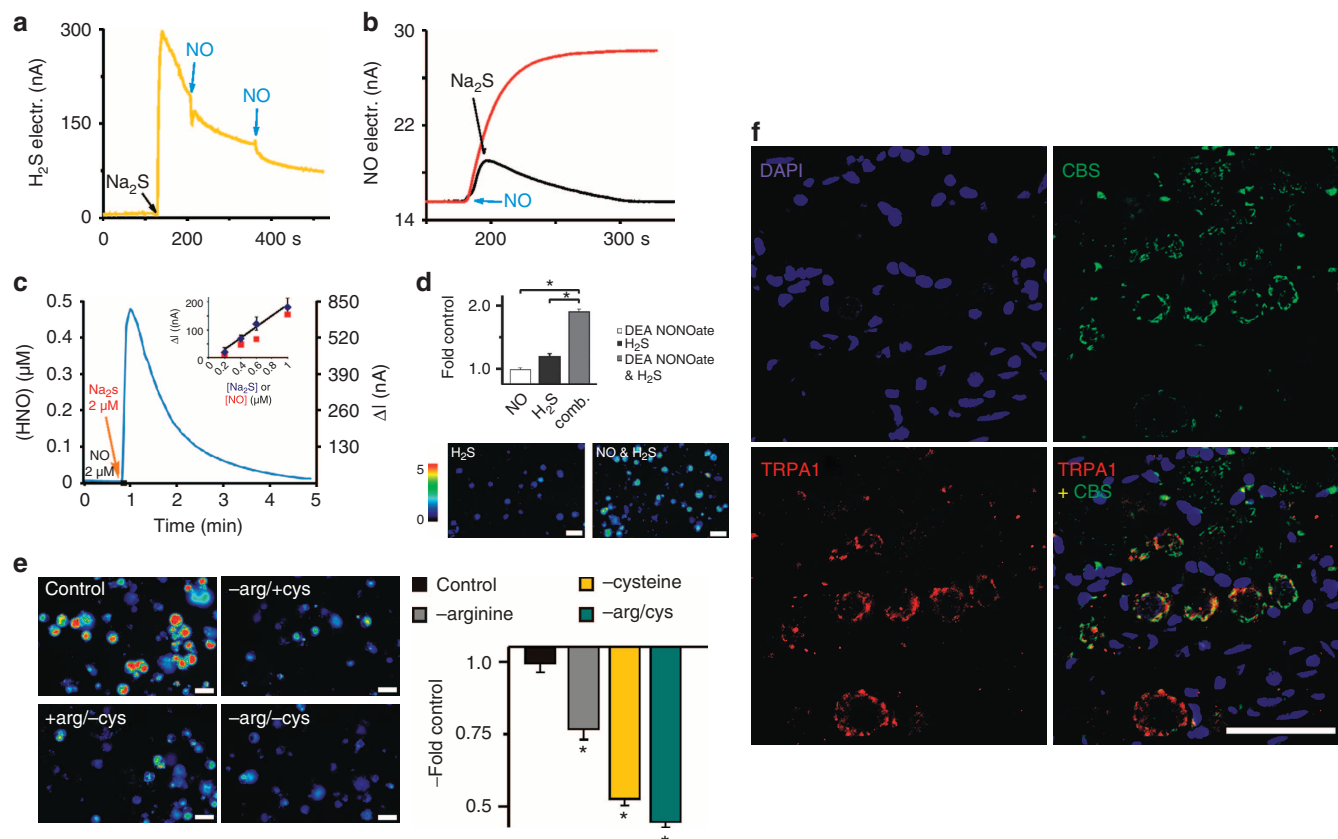 a
H₂S electr. (nA)
300
150
0
NO
NO
Na₂S
0 200 400 s
b
NO electr. (nA)
30
22
14
Na₂S
NO
200 300 s
c
(HNO) (µM)
0.5
0.4
0.3
0.2
0.1
0
Na₂s
2 µM
NO
2 µM
0 1 2 3 4 5
Time (min)
850
640
490
260
130
ΔI (nA)
ΔI (nA)
200
100
0
0.2 0.4 0.6 0.8 1
[Na₂S] or
[NO] (µM)
d
Fold control
2.0
1.0
* 
*
DEA NONOate
H₂S
DEA NONOate
& H₂S
NO H₂S comb.
5
0
H₂S
NO & H₂S
e
Control
–arg/+cys
+arg/–cys
–arg/–cys
Control
–cysteine
–arginine
–arg/cys
–Fold control
1.0
0.75
0.5
*
*
*
f
DAPI
CBS
TRPA1
TRPA1
+ CBS